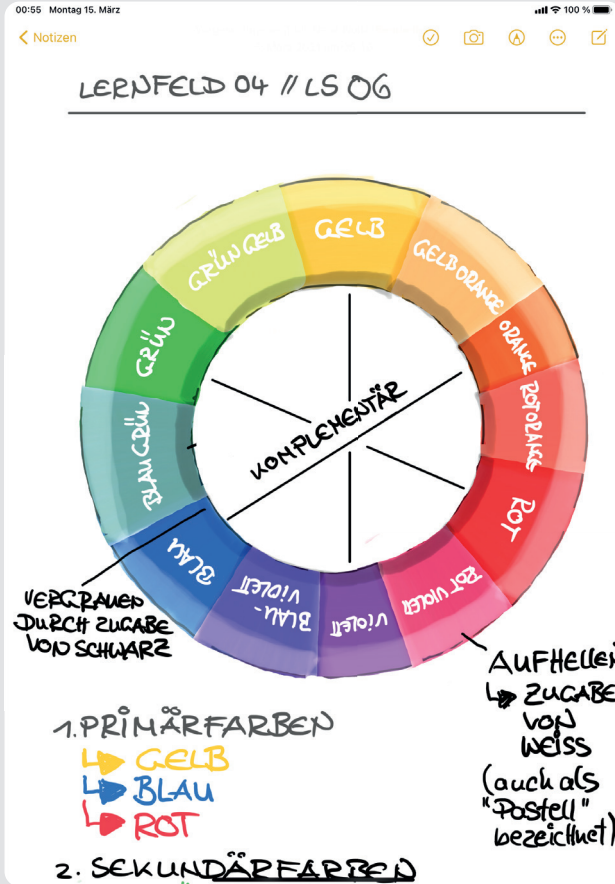 00:55 Montag 15. März
100 %
Notizen
LERNFELD 04 // LS 06
GELB
GELBORANGE
ORANGE
ROTORANGE
ROT
ROTVIOLETT
VIOLETT
BLAU-
VIOLETT
BLAU
BLAUGRÜN
GRÜN
GRÜNGELB
KOMPLEMENTÄR
VERGRAUEN
DURCH ZUGABE
VON SCHWARZ
AUFHELLEN
↳ ZUGABE
VON
WEISS
(auch als
"Pastell"
bezeichnet)
1. PRIMÄRFARBEN
↳ GELB
↳ BLAU
↳ ROT
2. SEKUNDÄRFARBEN